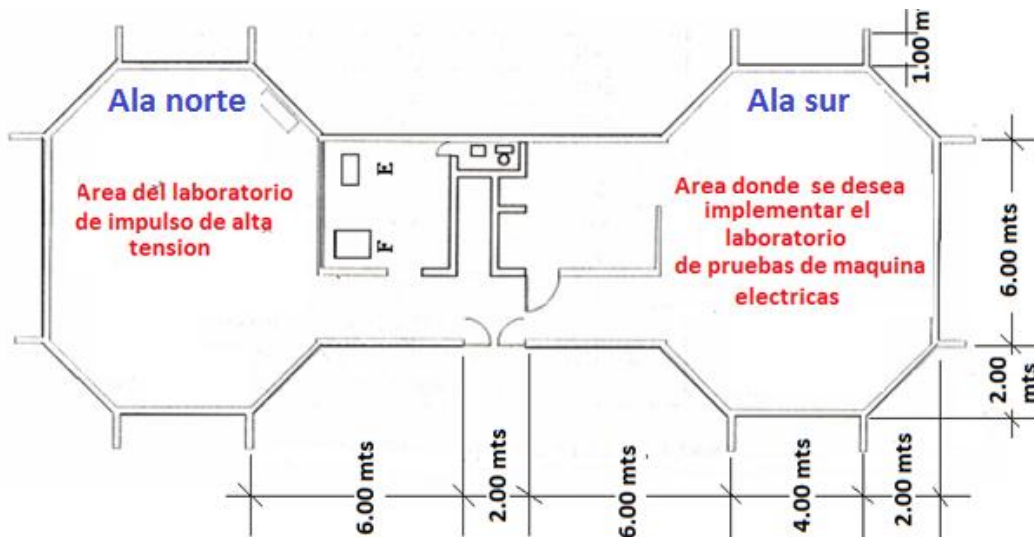 Ala norte
Ala sur
1.00 mt
Area del laboratorio
de impulso de alta
tension
E
F
Area donde se desea
implementar el
laboratorio
de pruebas de maquina
electricas
6.00 mts
2.00
mts
6.00 mts
2.00 mts
6.00 mts
4.00 mts
2.00 mts